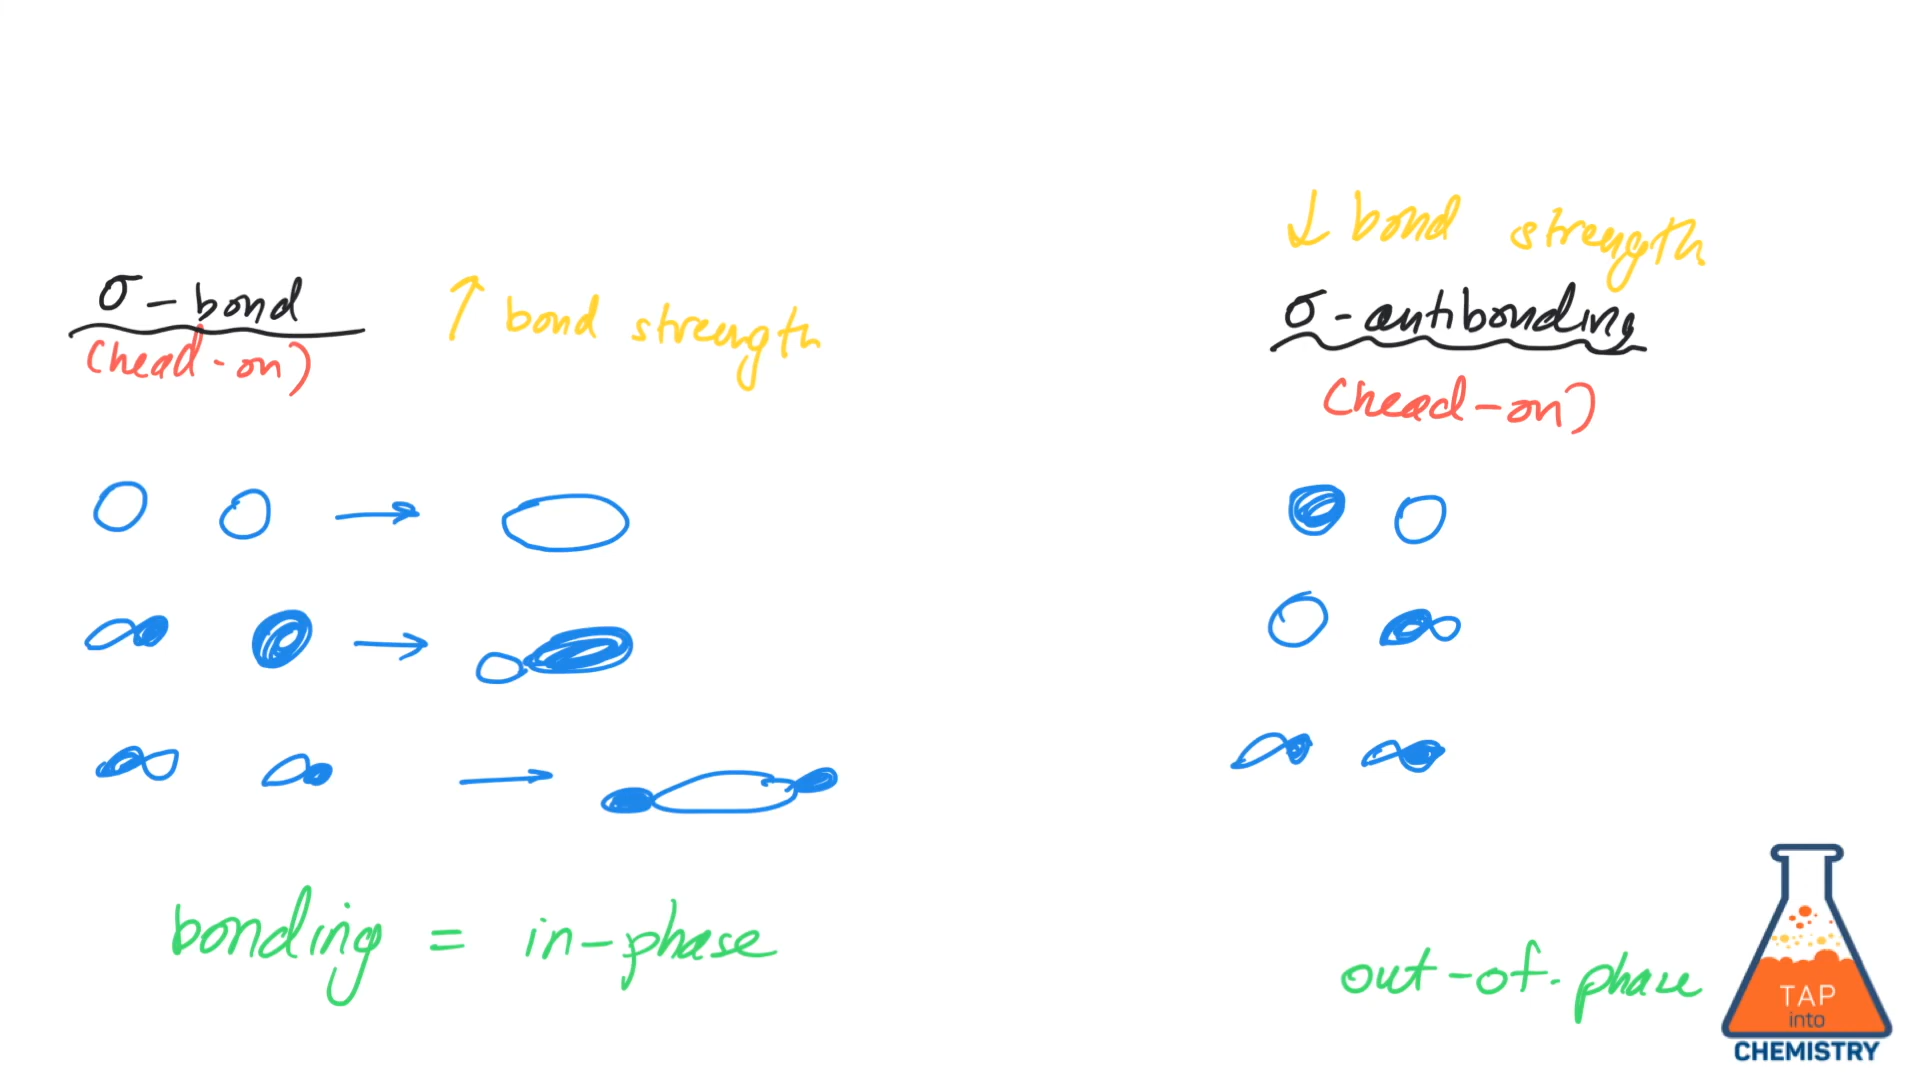 σ-bond
(head-on)
↑ bond strength
↓ bond strength
σ-antibonding
(head-on)
bonding = in-phase
out-of-phase
TAP
into
CHEMISTRY